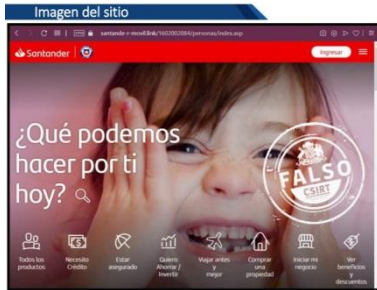 Imagen del sitio
santander-movil.link/1602002084/personas/index.asp
Santander
Ingresar
¿Qué podemos
hacer por ti
hoy?
FALSO
CSIRT
Todos los
productos
Necesito
Crédito
Estar
asegurado
Quiero
Ahorrar /
Invertir
Viajar antes
y
mejor
Comprar
una
propiedad
Iniciar mi
negocio
Ver
beneficios
y
descuentos